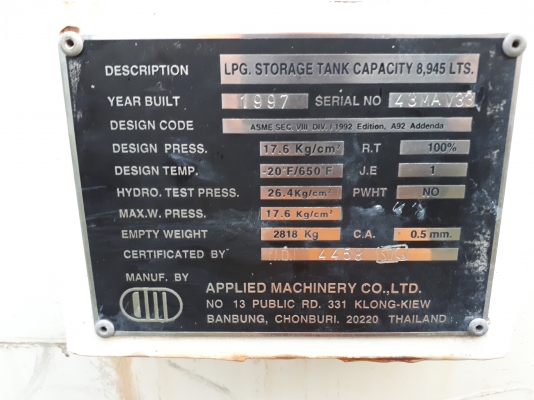 DESCRIPTION LPG. STORAGE TANK CAPACITY 8,945 LTS.
YEAR BUILT 1997 SERIAL NO 43MAV33
DESIGN CODE ASME SEC. VIII DIV.I 1992 Edition, A92 Addenda
DESIGN PRESS. 17.6 Kg/cm² R.T 100%
DESIGN TEMP. -20°F/650°F J.E 1
HYDRO. TEST PRESS. 26.4Kg/cm² PWHT NO
MAX.W. PRESS. 17.6 Kg/cm²
EMPTY WEIGHT 2818 Kg C.A. 0.5 mm.
CERTIFICATED BY 4453
MANUF. BY
APPLIED MACHINERY CO.,LTD.
NO 13 PUBLIC RD. 331 KLONG-KIEW
BANBUNG, CHONBURI. 20220 THAILAND